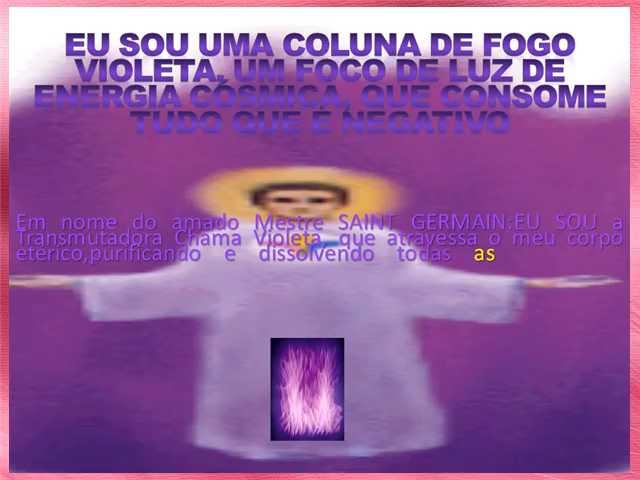 EU SOU UMA COLUNA DE FOGO
VIOLETA, UM FOCO DE LUZ DE
ENERGIA CÓSMICA, QUE CONSOME
TUDO QUE É NEGATIVO
Em nome do amado Mestre SAINT GERMAIN:EU SOU a
Transmutadora Chama Violeta, que atravessa o meu corpo
etérico,purificando e dissolvendo todas as